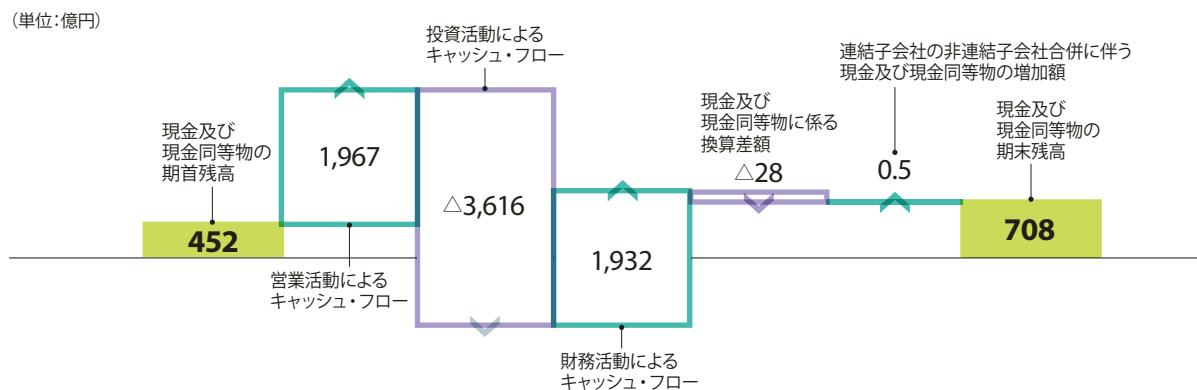 (単位:億円)
現金及び
現金同等物の
期首残高
452
1,967
営業活動による
キャッシュ・フロー
投資活動による
キャッシュ・フロー
△3,616
1,932
財務活動による
キャッシュ・フロー
現金及び
現金同等物に係る
換算差額
△28
連結子会社の非連結子会社合併に伴う
現金及び現金同等物の増加額
0.5
現金及び
現金同等物の
期末残高
708